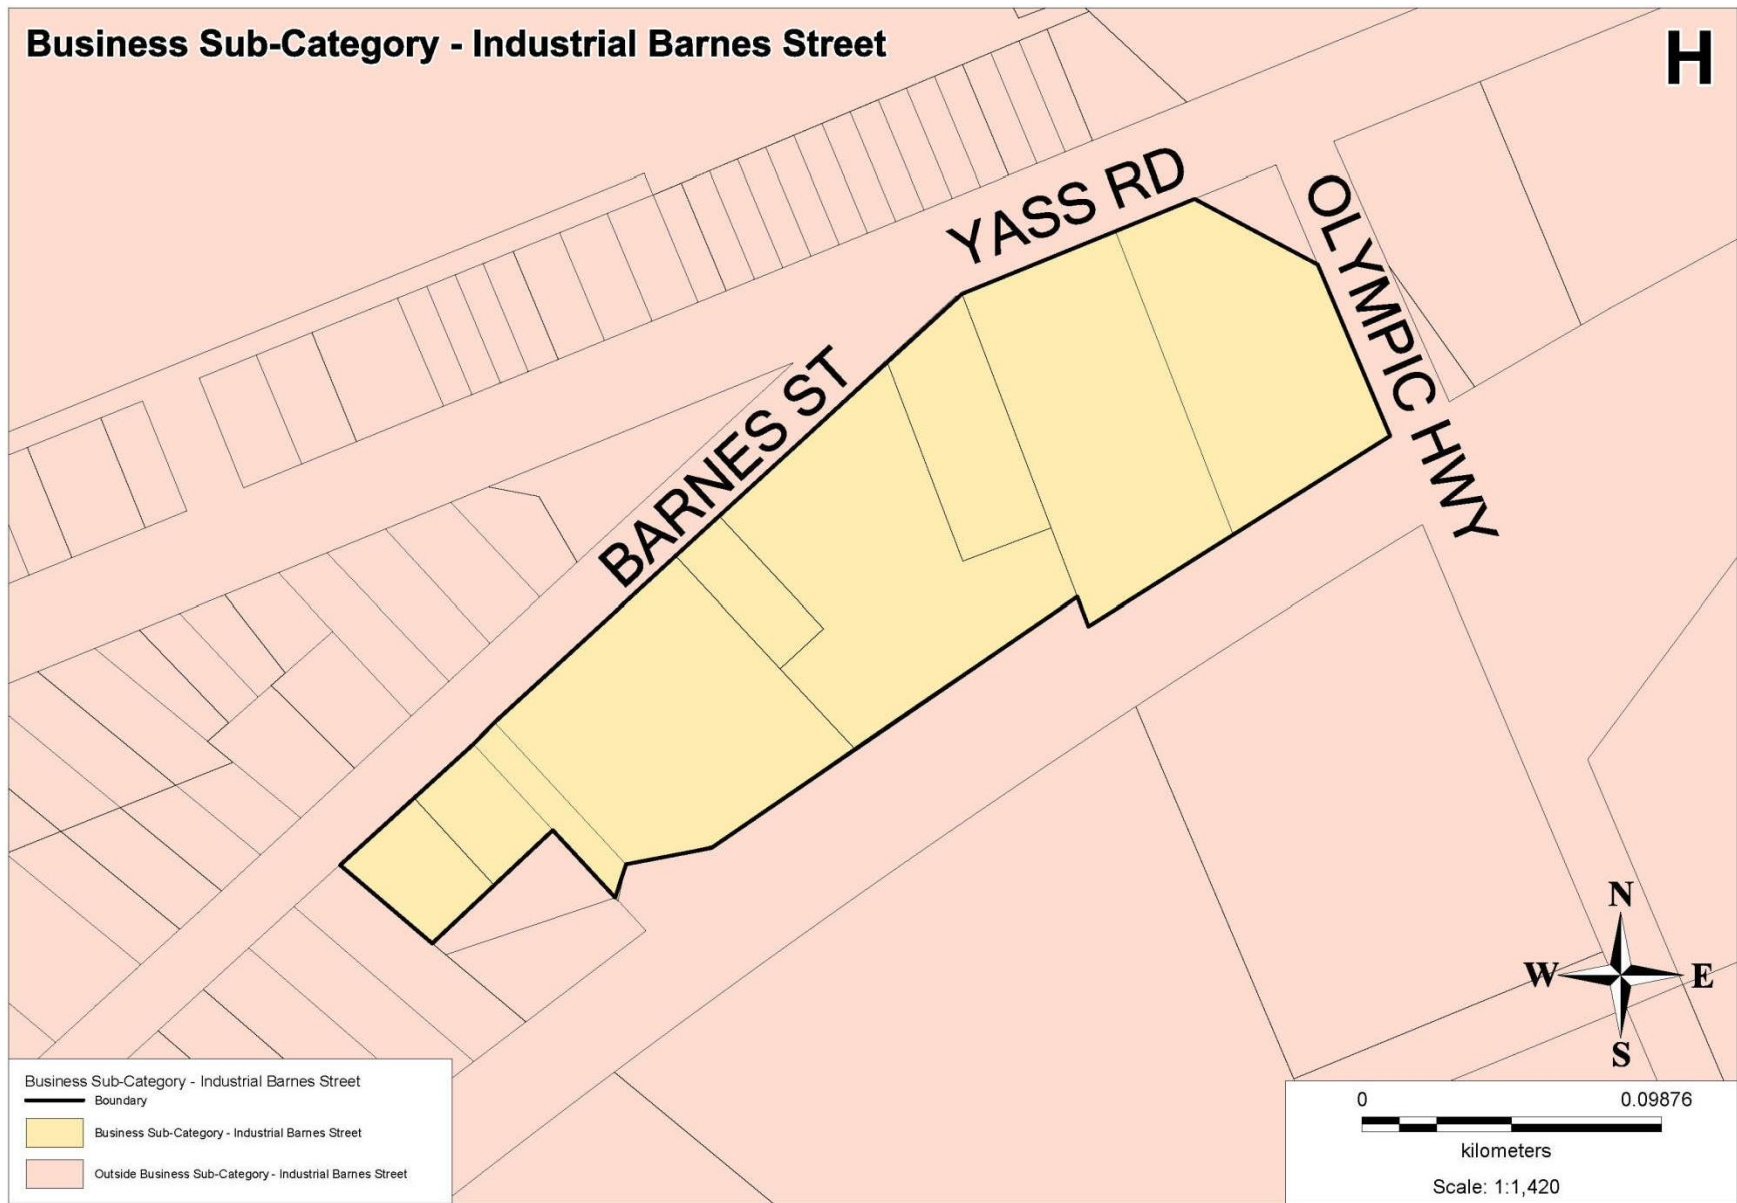 Business Sub-Category - Industrial Barnes Street
H
YASS RD
OLYMPIC HWY
BARNES ST
N
W
E
S
Business Sub-Category - Industrial Barnes Street
Boundary
Business Sub-Category - Industrial Barnes Street
Outside Business Sub-Category - Industrial Barnes Street
0 0.09876
kilometers
Scale: 1:1,420